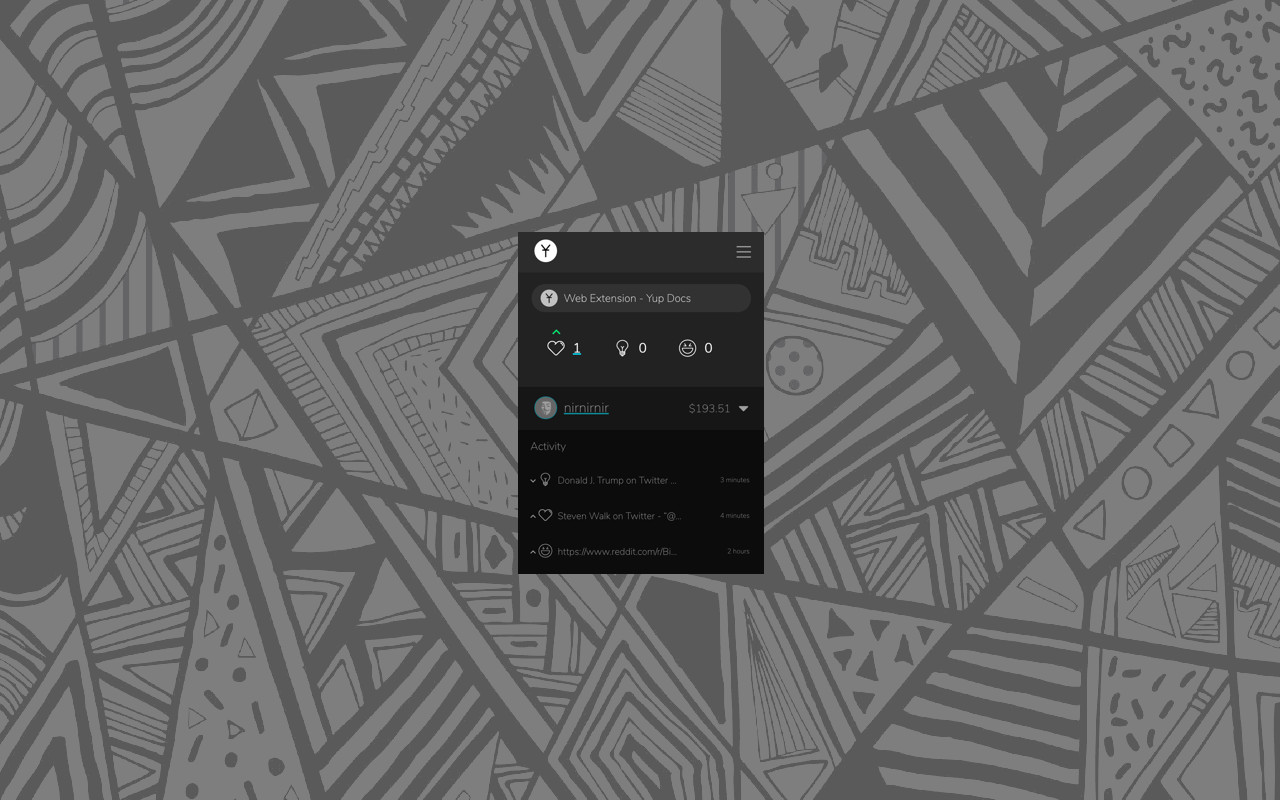 Web Extension - Yup Docs
1 0 0
nirnirnir $193.51
Activity
Donald J. Trump on Twitter ... 3 minutes
Steven Walk on Twitter - "@... 4 minutes
https://www.reddit.com/r/Bi... 2 hours